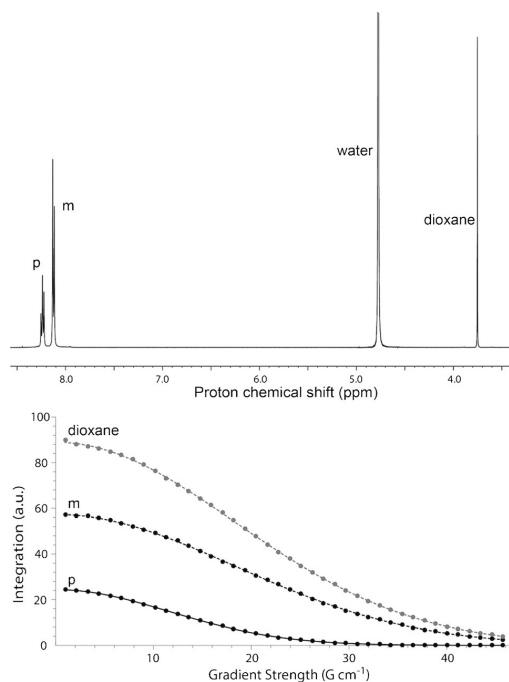 water
m
dioxane
p
8.0 7.0 6.0 5.0 4.0
Proton chemical shift (ppm)
100
dioxane
80
m
60
40
p
20
0
10 20 30 40
Integration (a.u.)
Gradient Strength (G cm⁻¹)